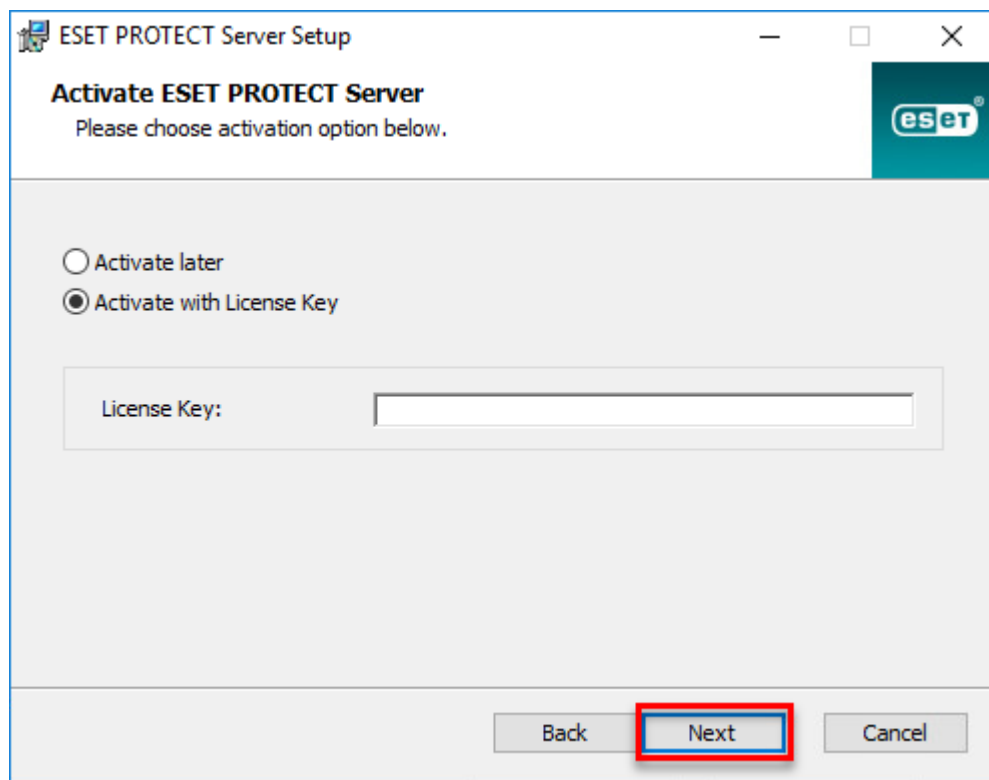 ESET PROTECT Server Setup
Activate ESET PROTECT Server
Please choose activation option below.
eseT®
Activate later
Activate with License Key
License Key:
Back Next Cancel